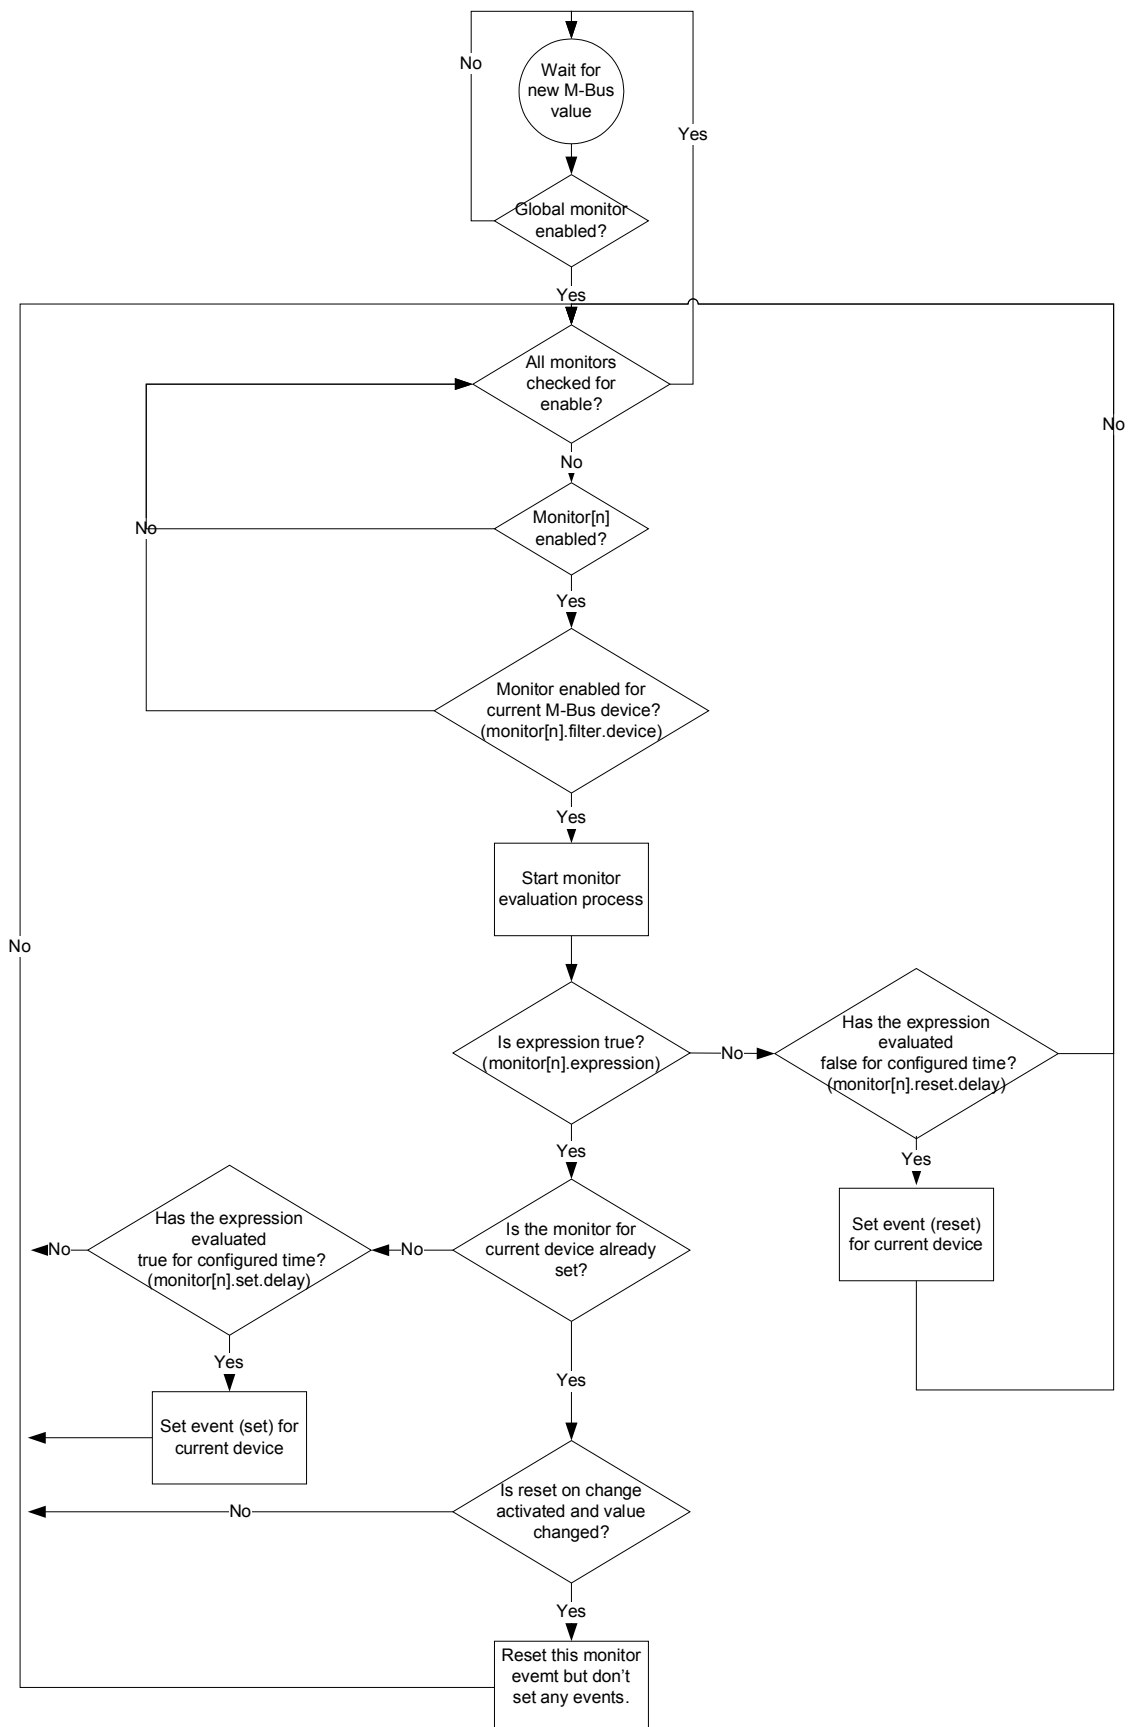 No
Wait for
new M-Bus
value
Yes
Global monitor
enabled?
Yes
All monitors
checked for
enable?
No
No
Monitor[n]
enabled?
No
Yes
Monitor enabled for
current M-Bus device?
(monitor[n].filter.device)
Yes
Start monitor
evaluation process
No
Is expression true?
(monitor[n].expression)
No
Has the expression
evaluated
false for configured time?
(monitor[n].reset.delay)
Yes
Yes
Set event (reset)
for current device
Is the monitor for
current device already
set?
No
Has the expression
evaluated
true for configured time?
(monitor[n].set.delay)
No
Yes
Set event (set) for
current device
Yes
Is reset on change
activated and value
changed?
No
Yes
Reset this monitor
evemt but don't
set any events.